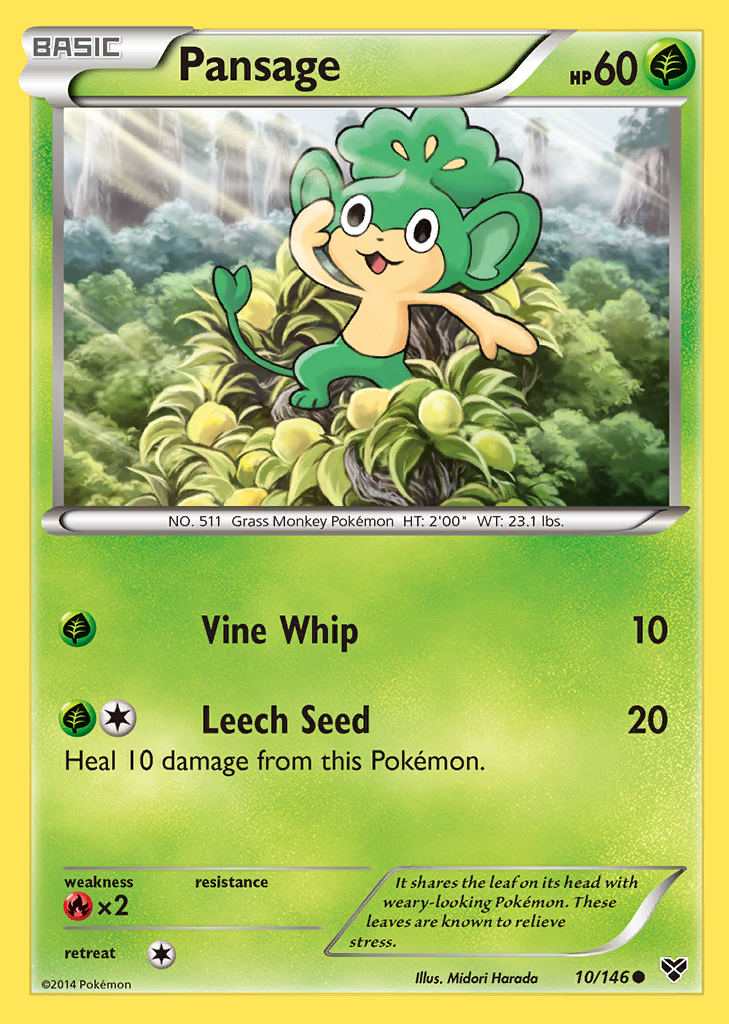 BASIC Pansage HP60
NO. 511 Grass Monkey Pokémon HT: 2'00" WT: 23.1 lbs.
Vine Whip 10
Leech Seed 20
Heal 10 damage from this Pokémon.
weakness resistance
×2
retreat
It shares the leaf on its head with
weary-looking Pokémon. These
leaves are known to relieve
stress.
©2014 Pokémon Illus. Midori Harada 10/146